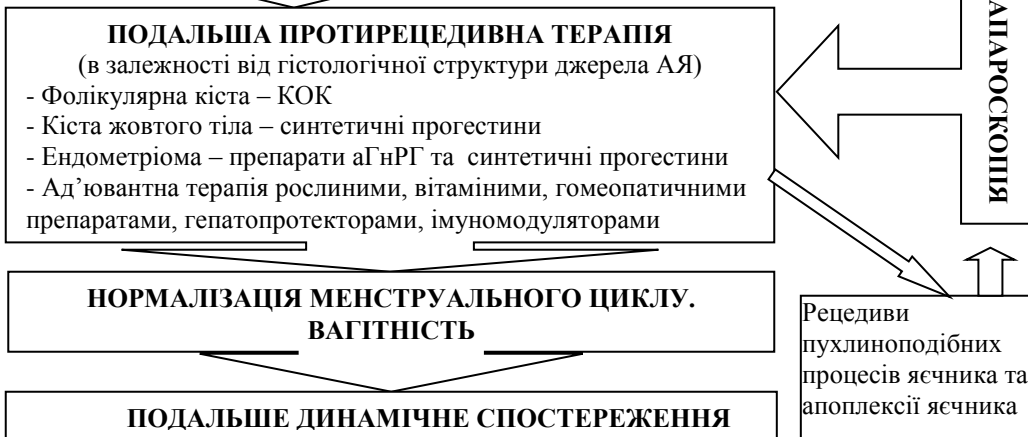 ПОДАЛЬША ПРОТИРЕЦЕДИВНА ТЕРАПІЯ
(в залежності від гістологічної структури джерела АЯ)
- Фолікулярна кіста – КОК
- Кіста жовтого тіла – синтетичні прогестини
- Ендометріома – препарати аГнРГ та синтетичні прогестини
- Ад’ювантна терапія рослиними, вітаміними, гомеопатичними
препаратами, гепатопротекторами, імуномодуляторами
АПАРОСКОПІЯ
НОРМАЛІЗАЦІЯ МЕНСТРУАЛЬНОГО ЦИКЛУ.
ВАГІТНІСТЬ
Рецедиви
пухлиноподібних
процесів яєчника та
апоплексії яєчника
ПОДАЛЬШЕ ДИНАМІЧНЕ СПОСТЕРЕЖЕННЯ